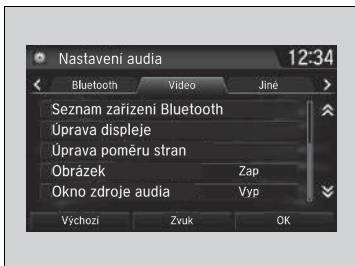 Nastavení audia 12:34
Bluetooth Video Jiné
Seznam zařízení Bluetooth
Úprava displeje
Úprava poměru stran
Obrázek Zap
Okno zdroje audia Vyp
Výchozí Zvuk OK